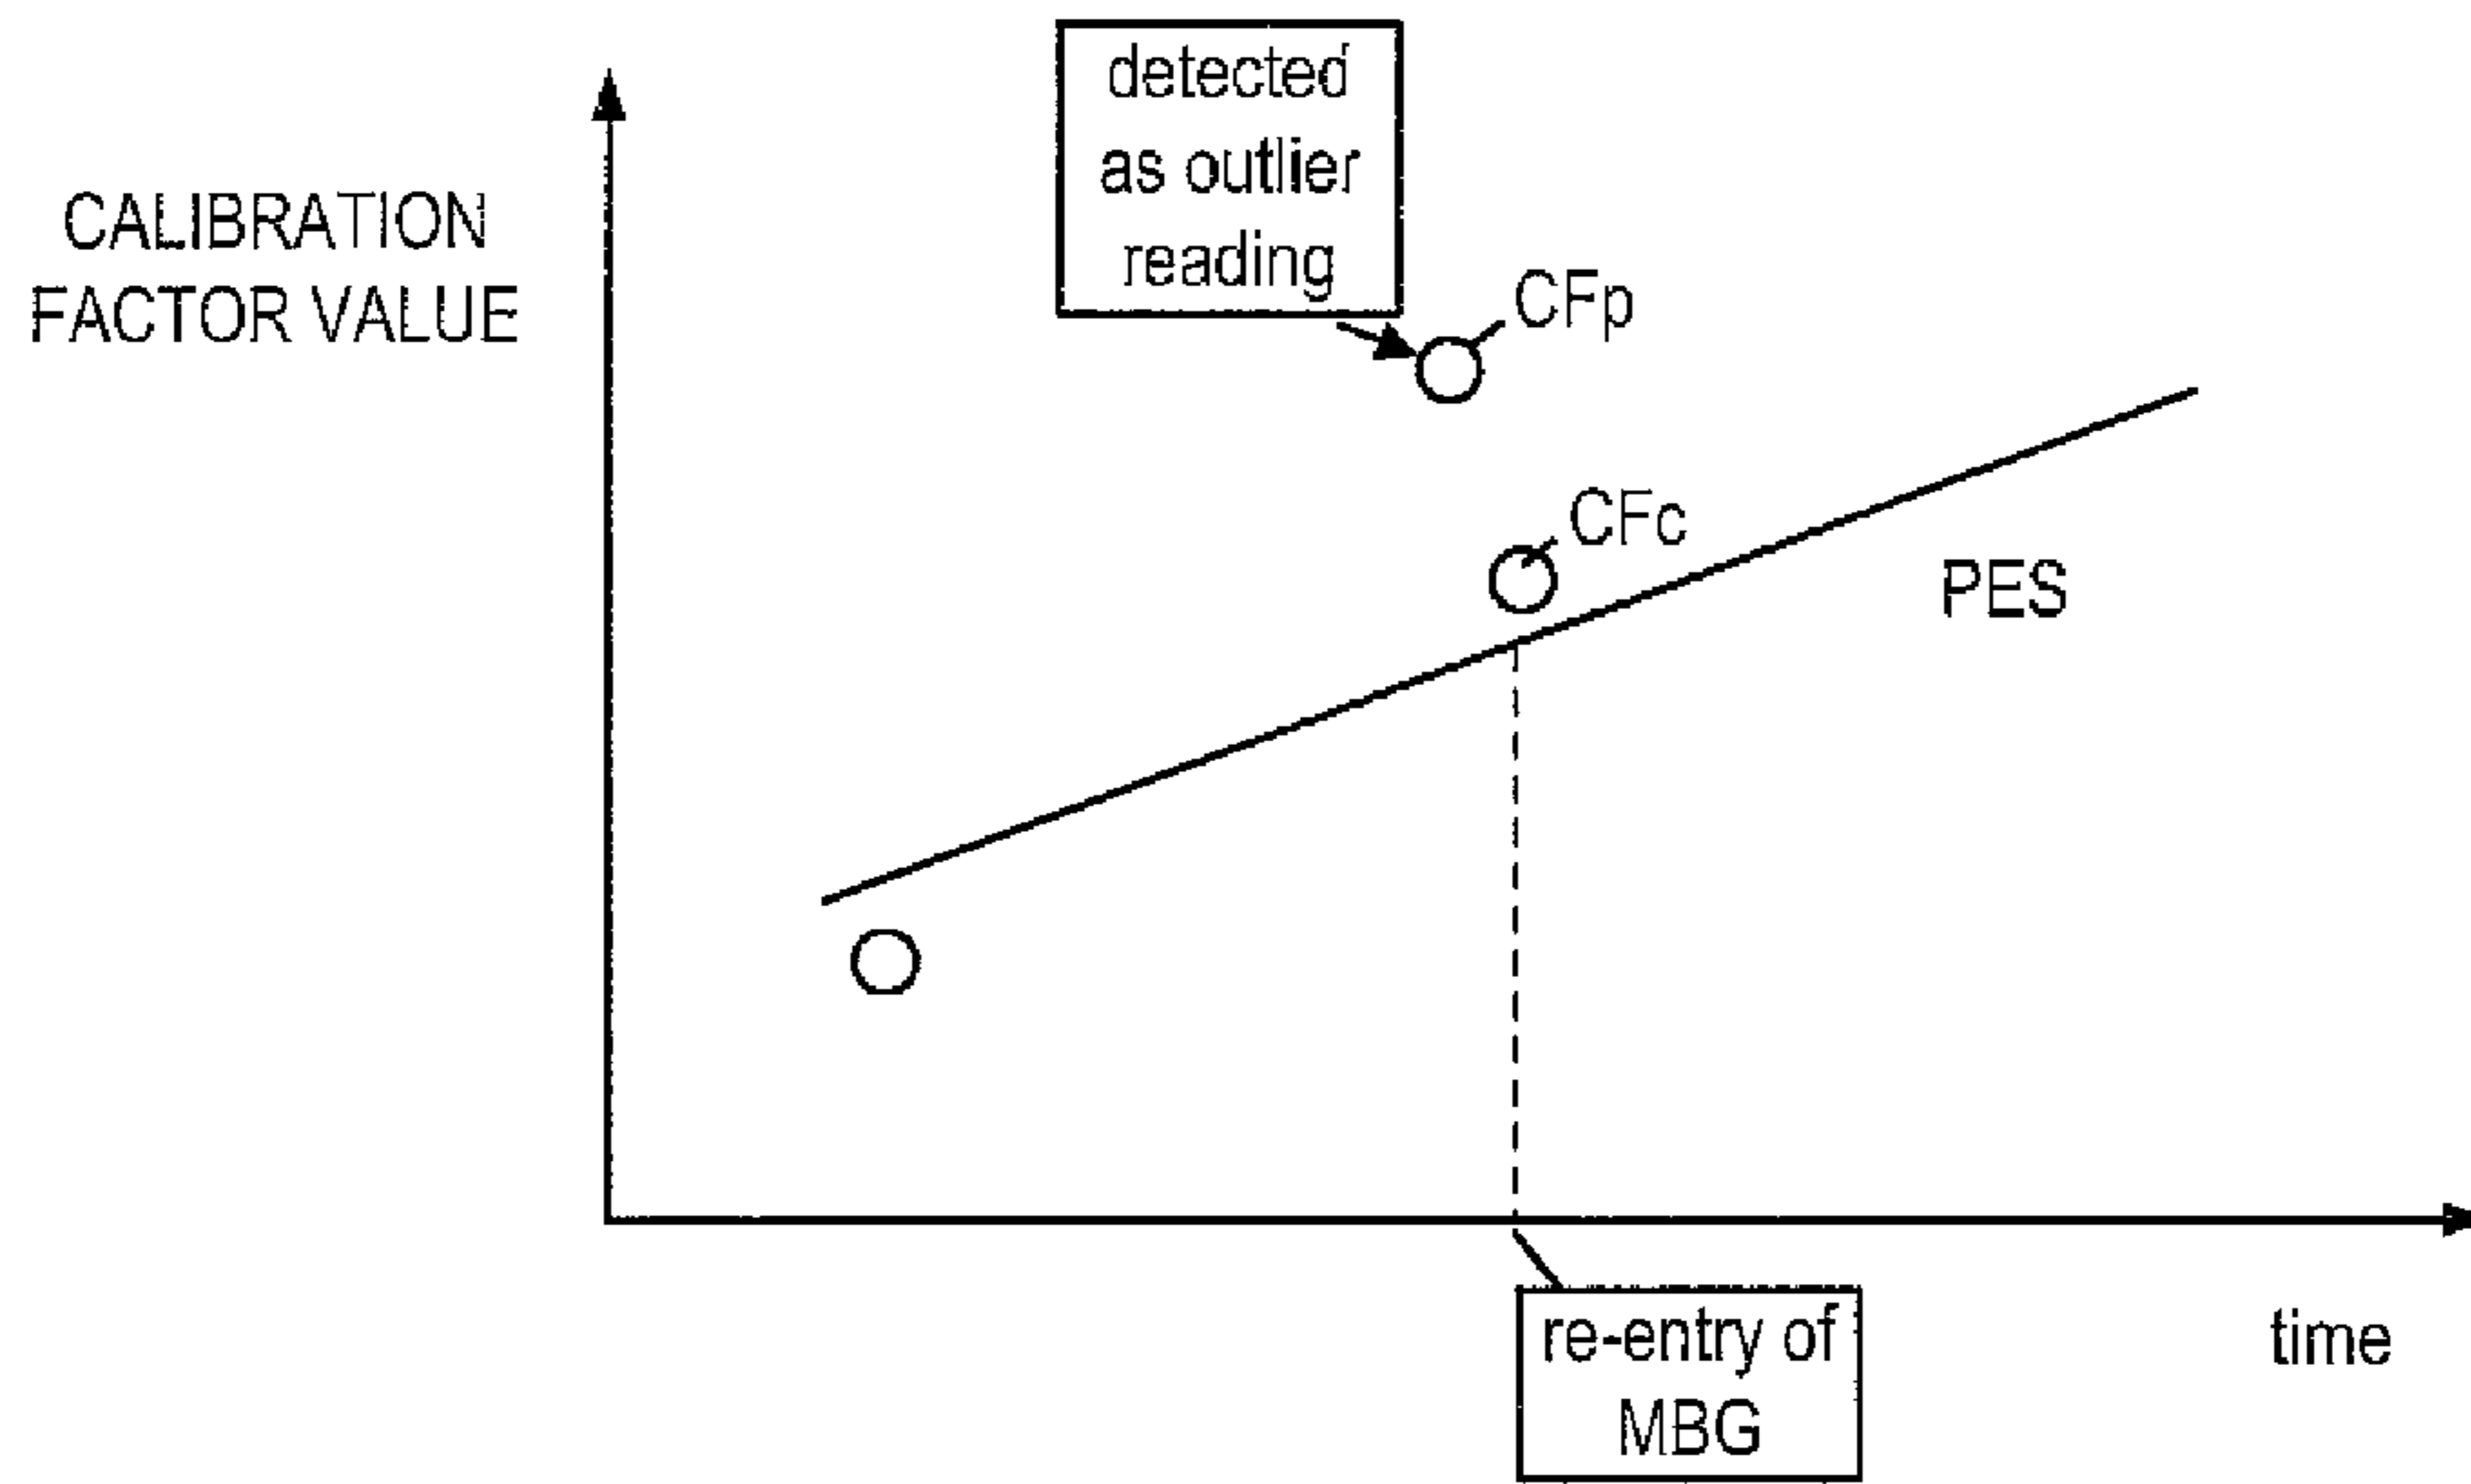 detected
as outlier
reading
CALIBRATION
FACTOR VALUE
CFp
CFc
PES
re-entry of
MBG
time